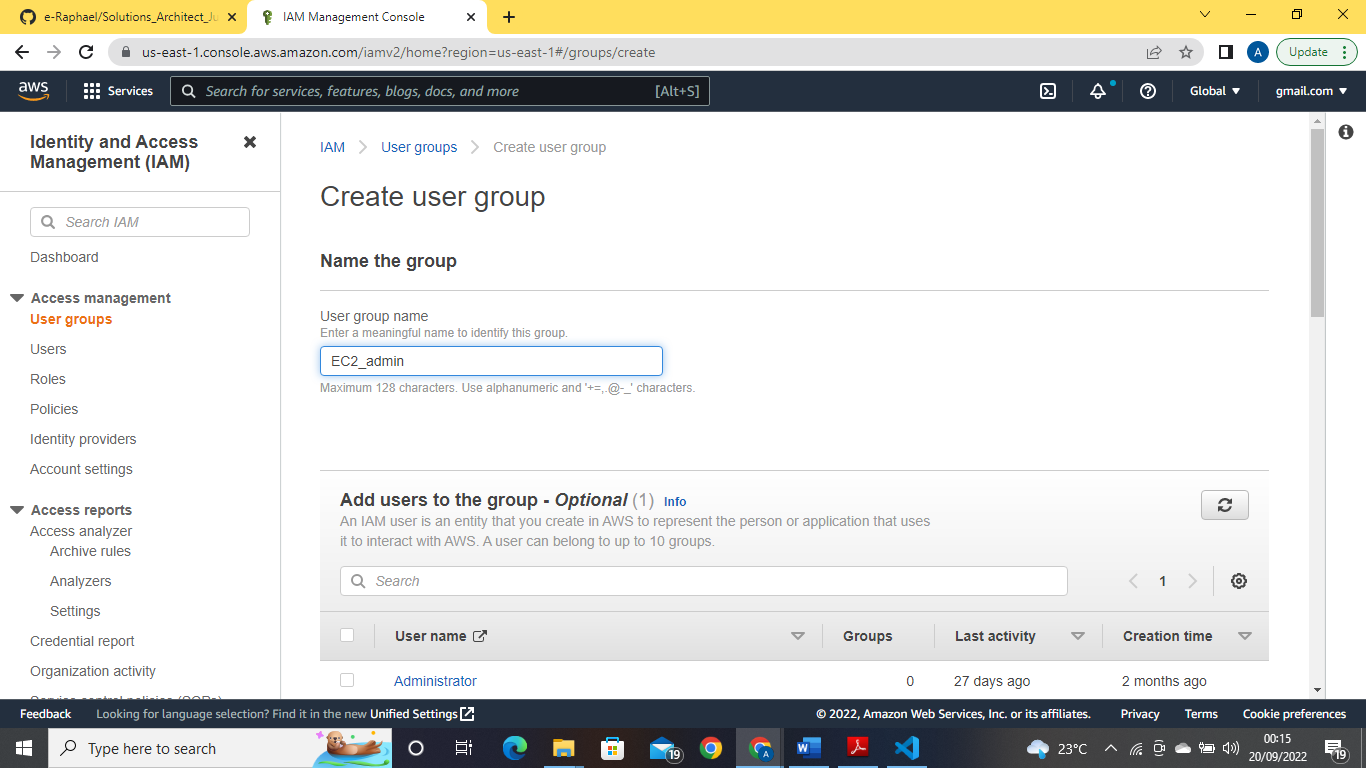 e-Raphael/Solutions_Architect_Ju
IAM Management Console
us-east-1.console.aws.amazon.com/iamv2/home?region=us-east-1#/groups/create
A
Update
aws
Services
Search for services, features, blogs, docs, and more
[Alt+S]
Global
gmail.com
Identity and Access
Management (IAM)
Search IAM
Dashboard
Access management
User groups
Users
Roles
Policies
Identity providers
Account settings
Access reports
Access analyzer
Archive rules
Analyzers
Settings
Credential report
Organization activity
Service control policies (SCPs)
IAM
User groups
Create user group
Create user group
Name the group
User group name
Enter a meaningful name to identify this group.
EC2_admin
Maximum 128 characters. Use alphanumeric and '+=,.@-_' characters.
Add users to the group - Optional (1) Info
An IAM user is an entity that you create in AWS to represent the person or application that uses
it to interact with AWS. A user can belong to up to 10 groups.
Search
1
User name
Groups
Last activity
Creation time
Administrator
0
27 days ago
2 months ago
Feedback
Looking for language selection? Find it in the new Unified Settings
© 2022, Amazon Web Services, Inc. or its affiliates.
Privacy
Terms
Cookie preferences
Type here to search
19
A
23°C
00:15
20/09/2022
19